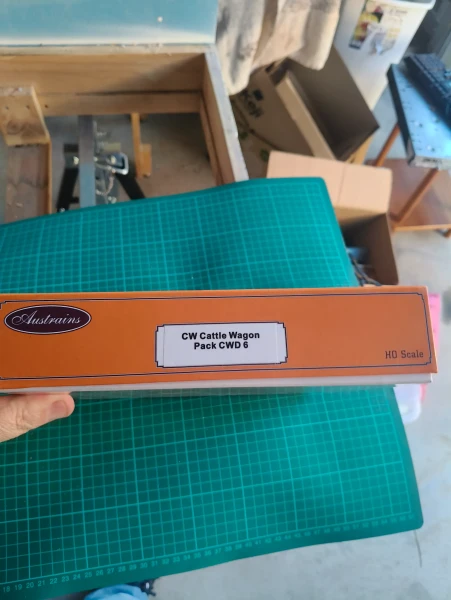 Austrains
CW Cattle Wagon
Pack CWD 6
HO Scale